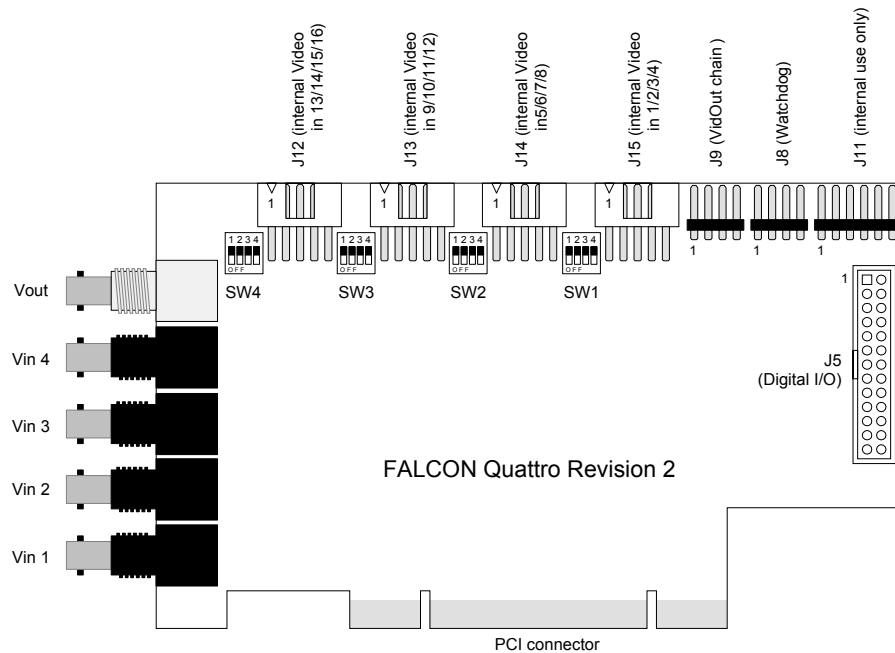 J12 (internal Video
in 13/14/15/16)
J13 (internal Video
in 9/10/11/12)
J14 (internal Video
in5/6/7/8)
J15 (internal Video
in 1/2/3/4)
J9 (VidOut chain)
J8 (Watchdog)
J11 (internal use only)
1
1
1
1
1 2 3 4
OFF
SW4
1 2 3 4
OFF
SW3
1 2 3 4
OFF
SW2
1 2 3 4
OFF
SW1
1
1
1
1
J5
(Digital I/O)
Vout
Vin 4
Vin 3
Vin 2
Vin 1
FALCON Quattro Revision 2
PCI connector